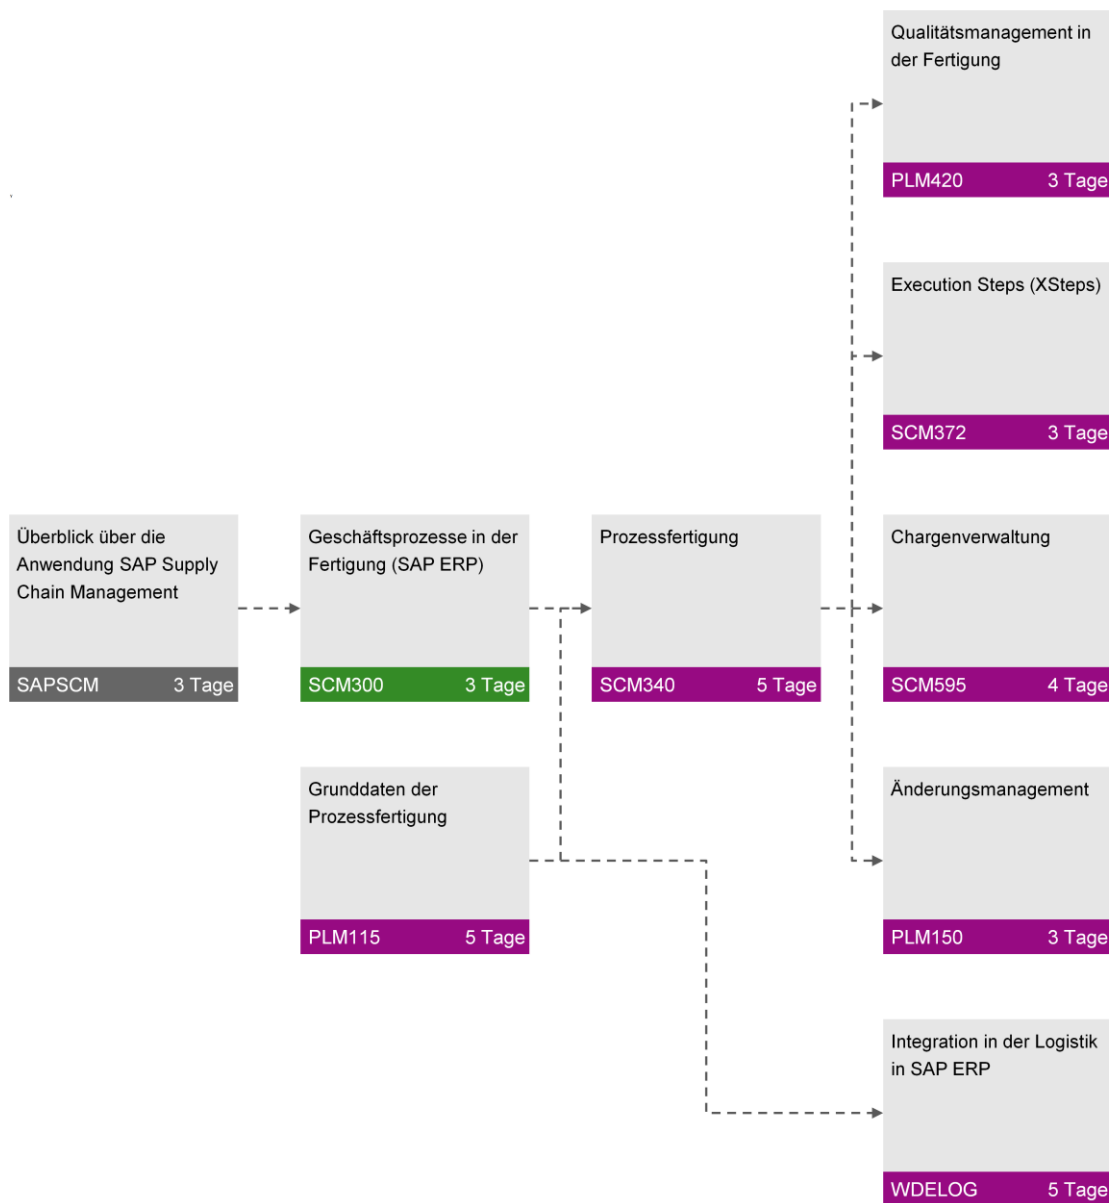 Qualitätsmanagement in
der Fertigung
PLM420 3 Tage
Execution Steps (XSteps)
SCM372 3 Tage
Überblick über die
Anwendung SAP Supply
Chain Management
SAPSCM 3 Tage
Geschäftsprozesse in der
Fertigung (SAP ERP)
SCM300 3 Tage
Prozessfertigung
SCM340 5 Tage
Chargenverwaltung
SCM595 4 Tage
Grunddaten der
Prozessfertigung
PLM115 5 Tage
Änderungsmanagement
PLM150 3 Tage
Integration in der Logistik
in SAP ERP
WDELOG 5 Tage